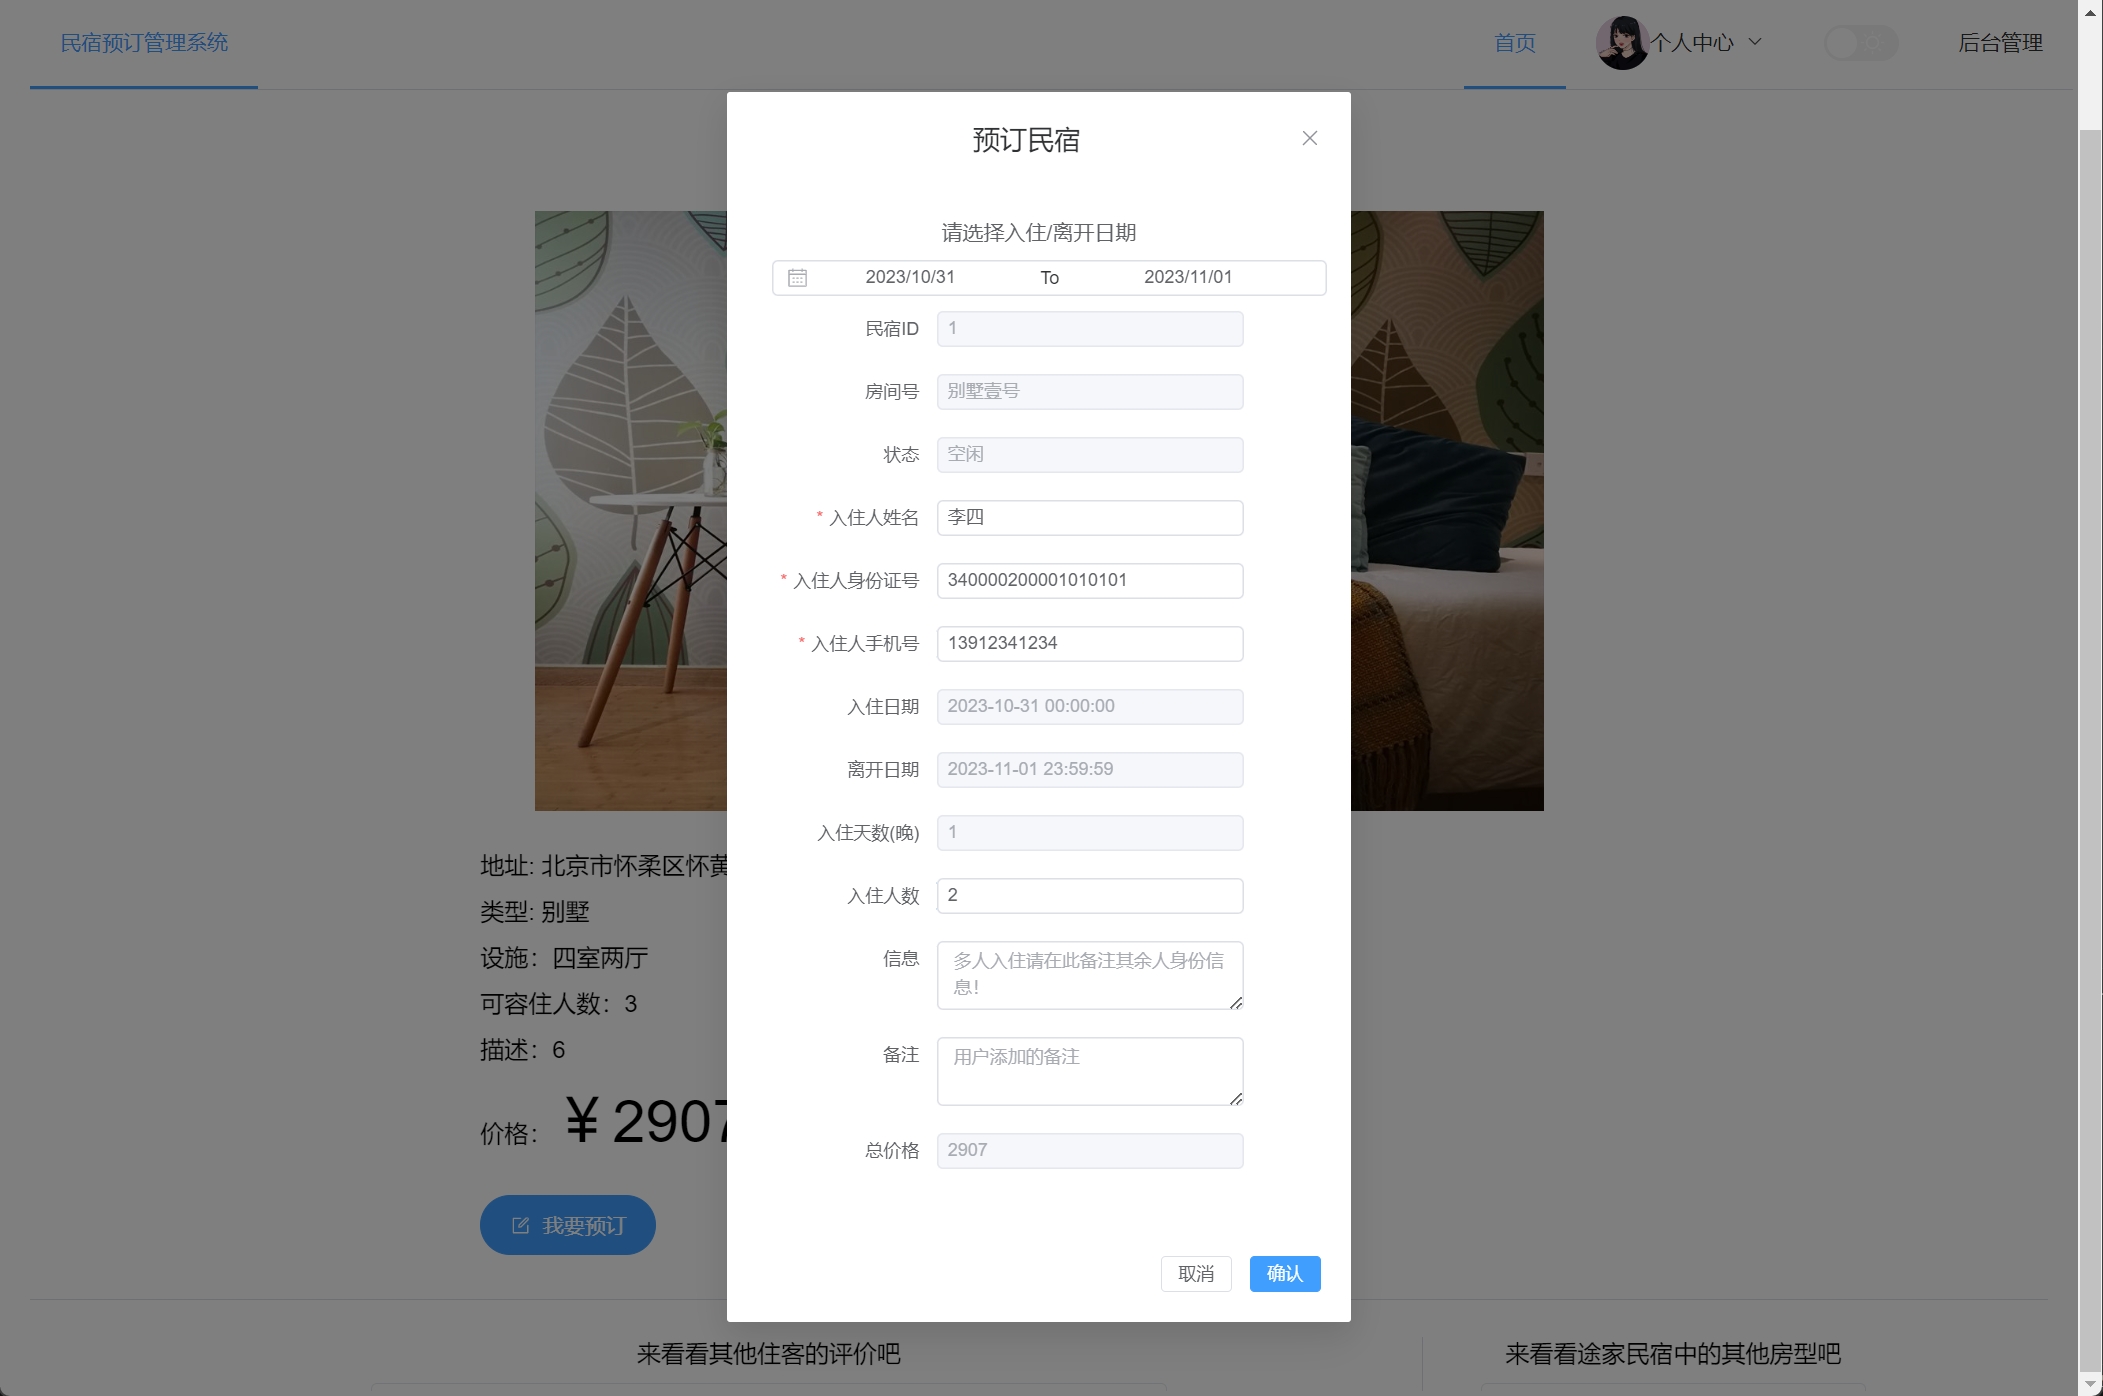 民宿预订管理系统
首页
个人中心
后台管理
预订民宿
请选择入住/离开日期
2023/10/31 To 2023/11/01
民宿ID 1
房间号 别墅壹号
状态 空闲
* 入住人姓名 李四
* 入住人身份证号 340000200001010101
* 入住人手机号 13912341234
入住日期 2023-10-31 00:00:00
离开日期 2023-11-01 23:59:59
入住天数(晚) 1
入住人数 2
信息 多人入住请在此备注其余人身份信
息！
备注 用户添加的备注
总价格 2907
取消 确认
地址: 北京市怀柔区怀黄
类型: 别墅
设施：四室两厅
可容住人数：3
描述：6
价格： ￥2907
我要预订
来看看其他住客的评价吧
来看看途家民宿中的其他房型吧